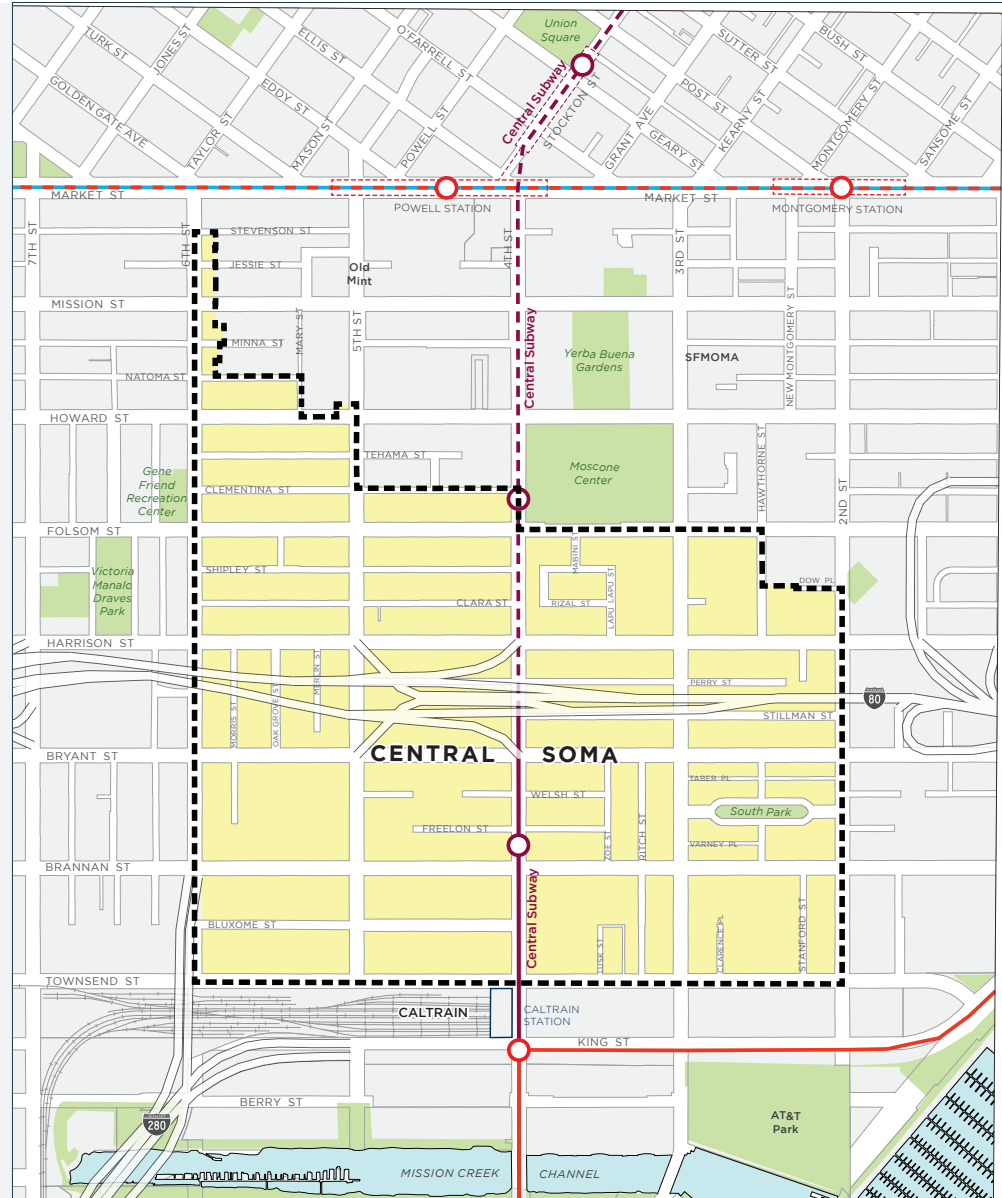 Union
Square
TURK ST
JONES ST
ELLIS ST
O'FARRELL ST
Central Subway
SUTTER ST
BUSH ST
GOLDEN GATE AVE
EDDY ST
STOCKTON ST
POST ST
TAYLOR ST
MASON ST
POWELL ST
GRANT AVE
GEARY ST
KEARNY ST
MONTGOMERY ST
SANSOME ST
MARKET ST
MARKET ST
POWELL STATION
MONTGOMERY STATION
7TH ST
6TH ST
STEVENSON ST
4TH ST
3RD ST
JESSIE ST
Old
Mint
MISSION ST
MARY ST
5TH ST
Central Subway
NEW MONTGOMERY ST
MINNA ST
Yerba Buena
Gardens
SFMOMA
NATOMA ST
HOWARD ST
TEHAMA ST
HAWTHORNE ST
Gene
Friend
Recreation
Center
Moscone
Center
CLEMENTINA ST
2ND ST
FOLSOM ST
MABINI S
SHIPLEY ST
Victoria
Manalo
Draves
Park
LAPU LAPU ST
DOW PL
CLARA ST
RIZAL ST
HARRISON ST
MORRIS ST
OAK GROVE ST
MERLIN ST
PERRY ST
80
STILLMAN ST
BRYANT ST
CENTRAL SOMA
TABER PL
WELSH ST
South Park
FREELON ST
ZOE ST
RITCH ST
VARNEY PL
BRANNAN ST
Central Subway
BLUXOME ST
LUSK ST
CLARENCE PL
STANFORD ST
TOWNSEND ST
CALTRAIN
CALTRAIN
STATION
KING ST
BERRY ST
280
AT&T
Park
MISSION CREEK CHANNEL